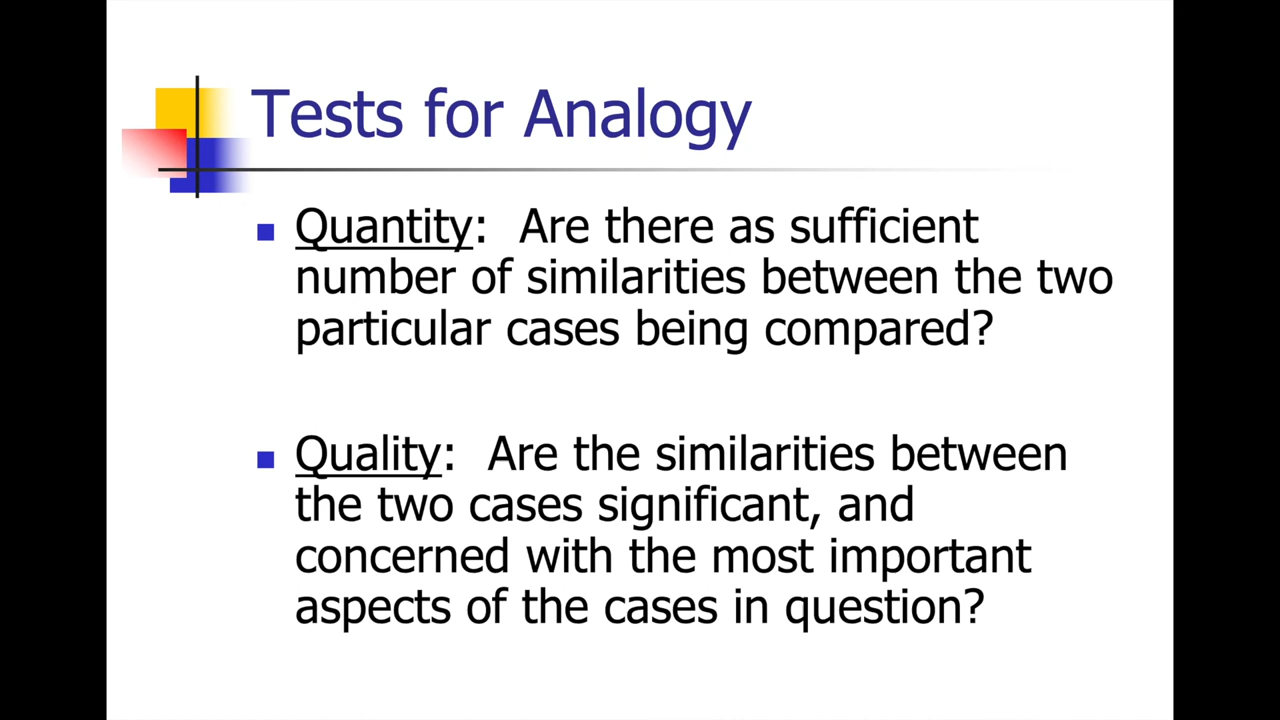 Tests for Analogy
Quantity: Are there as sufficient
number of similarities between the two
particular cases being compared?
Quality: Are the similarities between
the two cases significant, and
concerned with the most important
aspects of the cases in question?